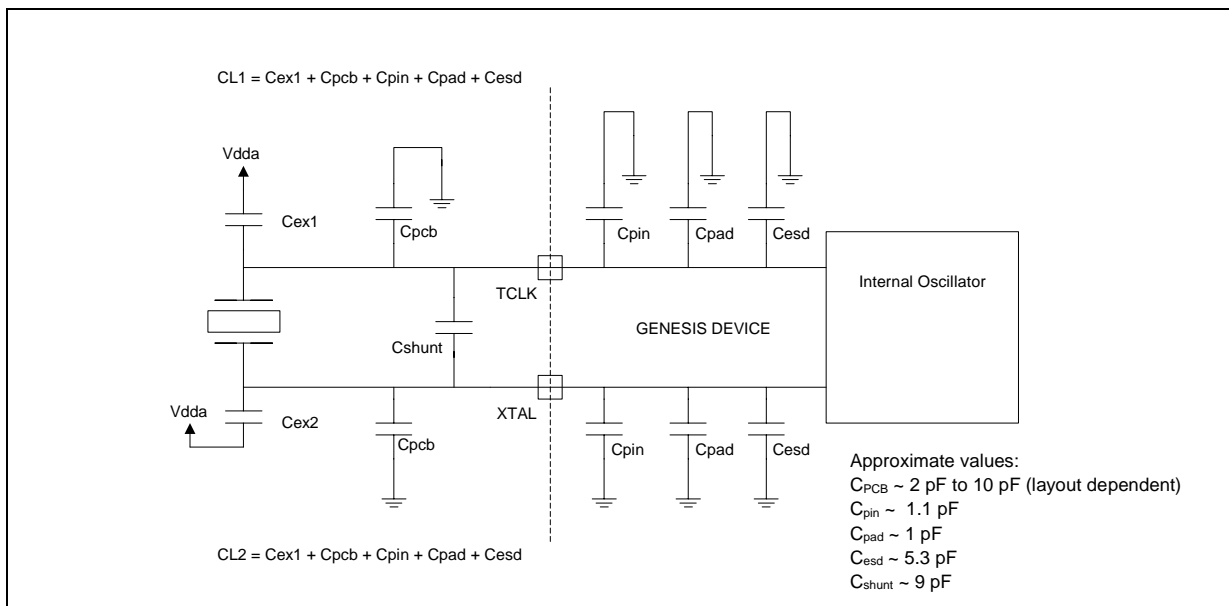 CL1 = Cex1 + Cpcb + Cpin + Cpad + Cesd
Vdda
Cex1
Cpcb
Cpin
Cpad
Cesd
Internal Oscillator
TCLK
GENESIS DEVICE
Cshunt
XTAL
Vdda
Cex2
Cpcb
Cpin
Cpad
Cesd
Approximate values:
CPCB ~ 2 pF to 10 pF (layout dependent)
Cpin ~ 1.1 pF
Cpad ~ 1 pF
Cesd ~ 5.3 pF
Cshunt ~ 9 pF
CL2 = Cex1 + Cpcb + Cpin + Cpad + Cesd